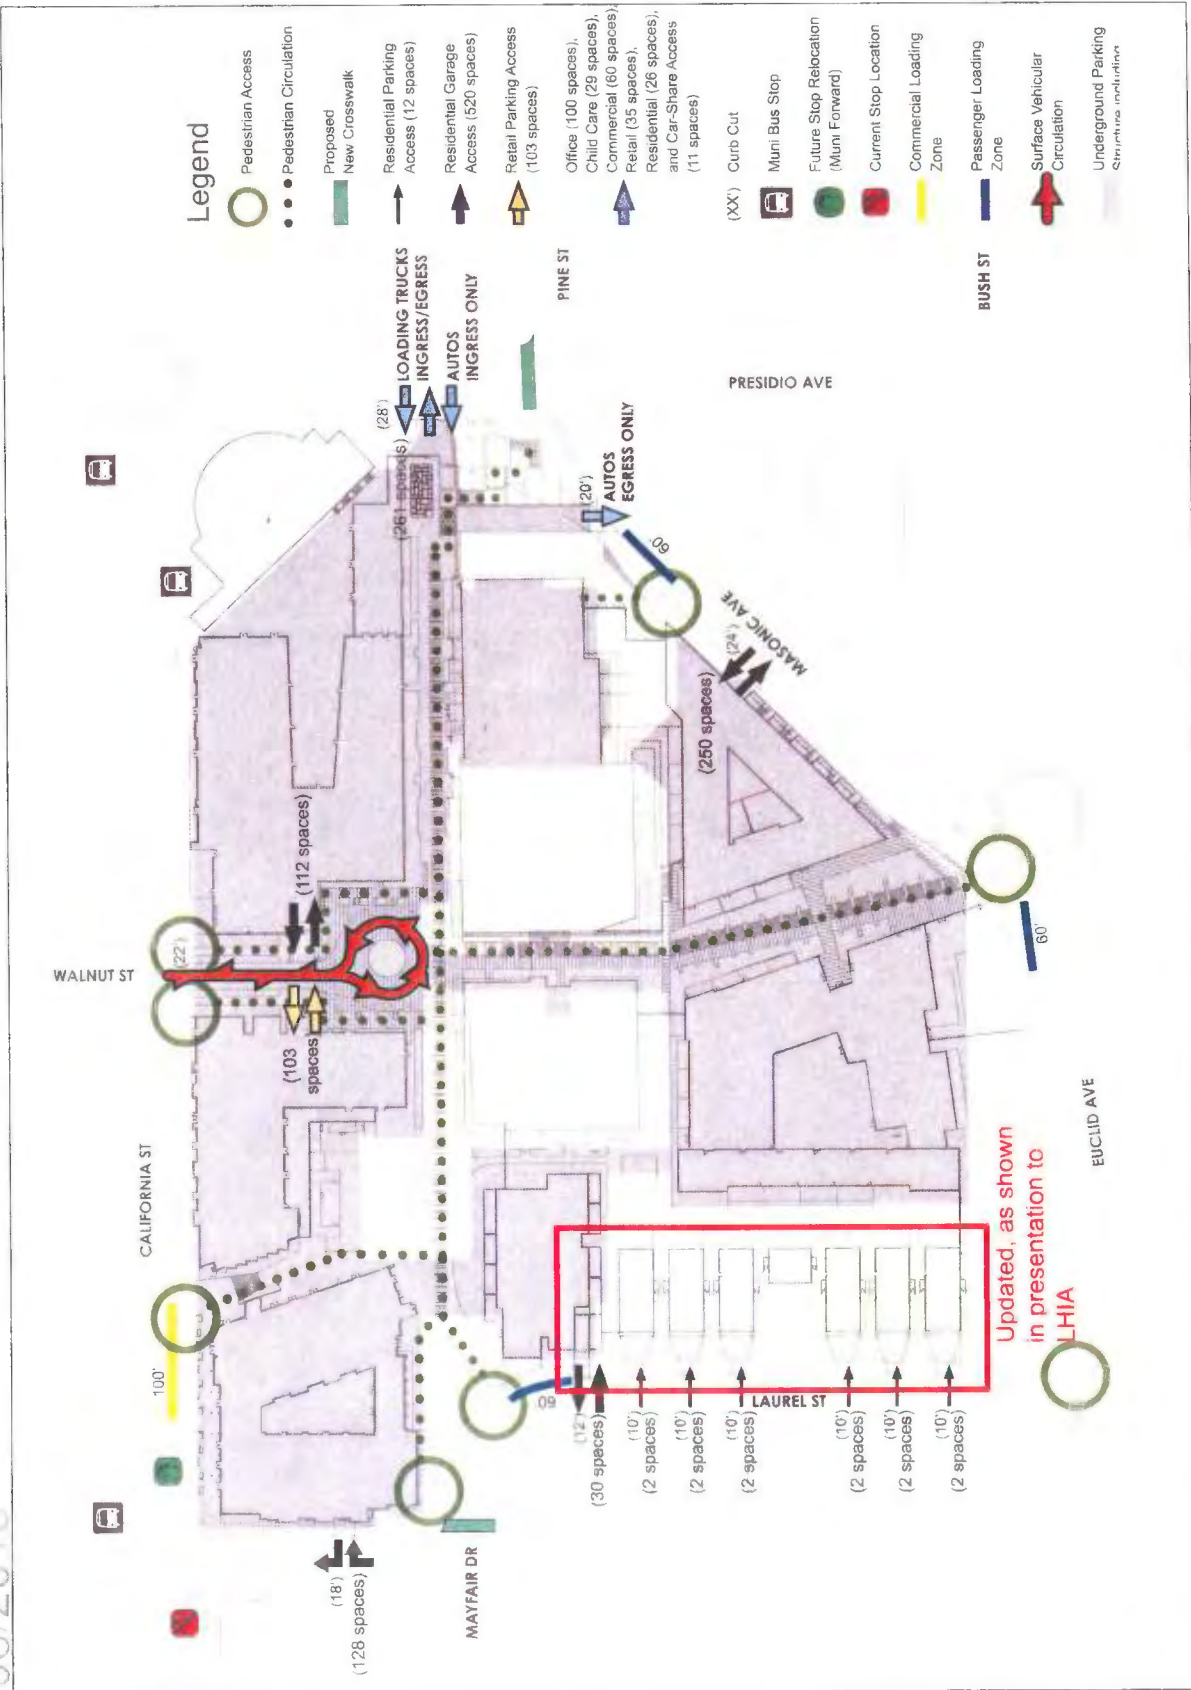 Legend
Pedestrian Access
Pedestrian Circulation
Proposed
New Crosswalk
Residential Parking
Access (12 spaces)
Residential Garage
Access (520 spaces)
Retail Parking Access
(103 spaces)
Office (100 spaces),
Child Care (29 spaces),
Commercial (60 spaces),
Retail (35 spaces),
Residential (26 spaces),
and Car-Share Access
(11 spaces)
(XX') Curb Cut
Muni Bus Stop
Future Stop Relocation
(Muni Forward)
Current Stop Location
Commercial Loading
Zone
Passenger Loading
Zone
Surface Vehicular
Circulation
Underground Parking
Structure including
CALIFORNIA ST
WALNUT ST
100'
(22')
(18')
(128 spaces)
(103
spaces)
(112 spaces)
(261 spaces)
(28')
LOADING TRUCKS
INGRESS/EGRESS
AUTOS
INGRESS ONLY
PINE ST
PRESIDIO AVE
BUSH ST
(20')
AUTOS
EGRESS ONLY
60'
MASONIC AVE
(24')
(250 spaces)
MAYFAIR DR
60'
(12')
(30 spaces)
(10')
(2 spaces)
(10')
(2 spaces)
(10')
(2 spaces)
LAUREL ST
(10')
(2 spaces)
(10')
(2 spaces)
(10')
(2 spaces)
Updated, as shown
in presentation to
LHIA
60'
EUCLID AVE